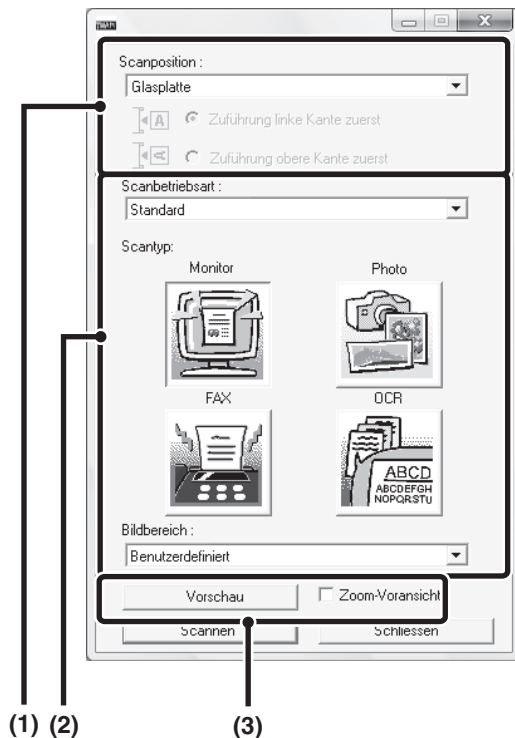 TWAIN
Scanposition :
Glasplatte
A Zuführung linke Kante zuerst
A Zuführung obere Kante zuerst
Scanbetriebsart :
Standard
Scantyp:
Monitor Photo
FAX OCR
ABCD
ABCDEFGH
NOPQRSTU
Bildbereich :
Benutzerdefiniert
Vorschau Zoom-Voransicht
Scannen Schliessen
(1) (2) (3)